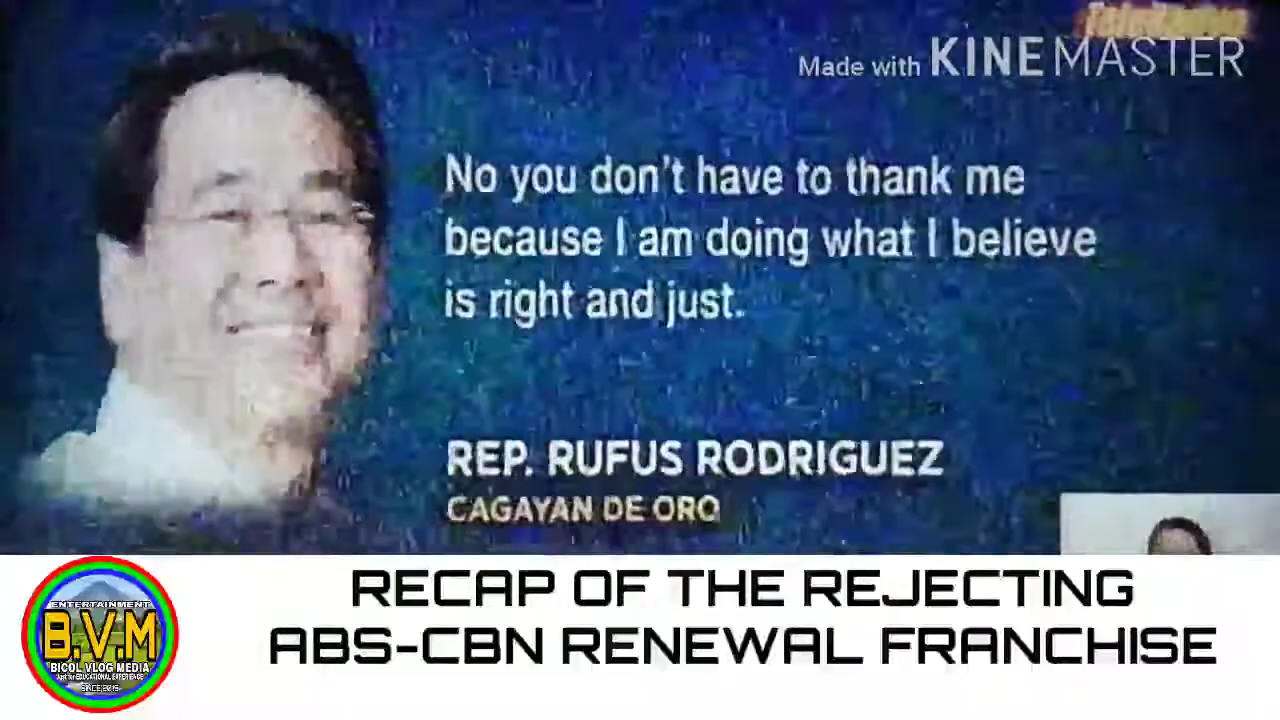 Made with KINEMASTER
No you don't have to thank me
because I am doing what I believe
is right and just.
REP. RUFUS RODRIGUEZ
CAGAYAN DE ORO
RECAP OF THE REJECTING
ABS-CBN RENEWAL FRANCHISE
ENTERTAINMENT
B.V.M
BICOL VLOG MEDIA